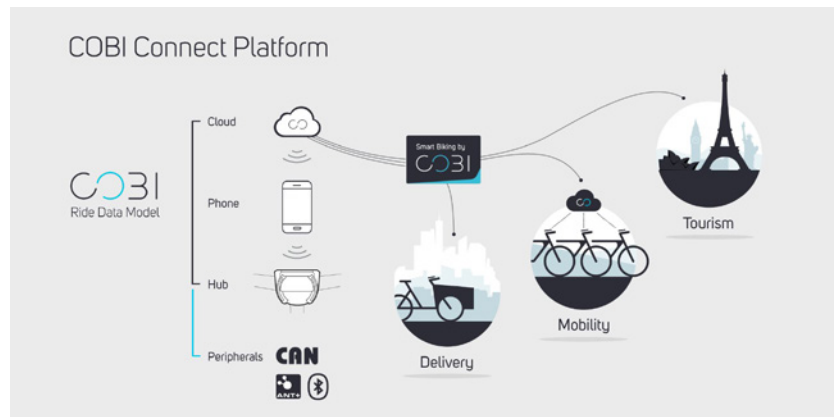 COBI Connect Platform
Cloud
Smart Biking by
COBI
COBI
Ride Data Model
Phone
Tourism
Hub
Mobility
Peripherals
CAN
ANT+
Delivery